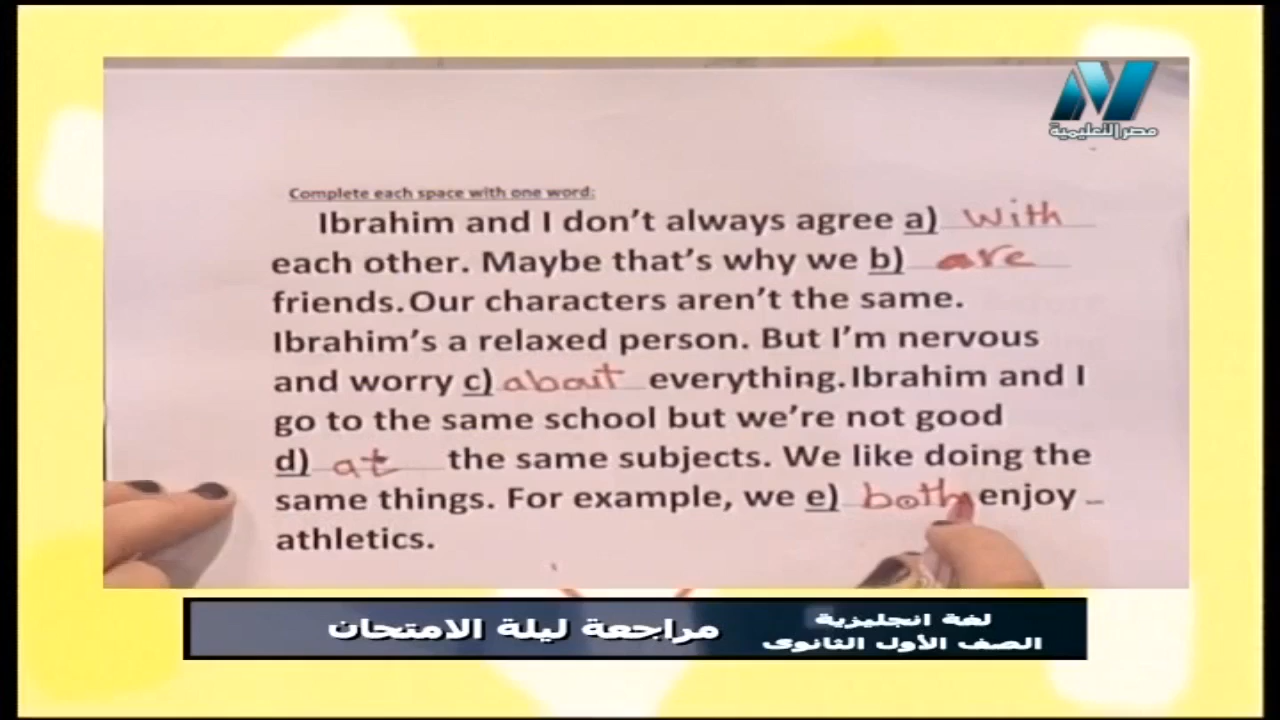 مصر التعليمية
Complete each space with one word:
Ibrahim and I don't always agree a) with
each other. Maybe that's why we b) are
friends. Our characters aren't the same.
Ibrahim's a relaxed person. But I'm nervous
and worry c) about everything. Ibrahim and I
go to the same school but we're not good
d) at the same subjects. We like doing the
same things. For example, we e) both enjoy
athletics.
لغة انجليزية
الصف الأول الثانوى
مراجعة ليلة الامتحان